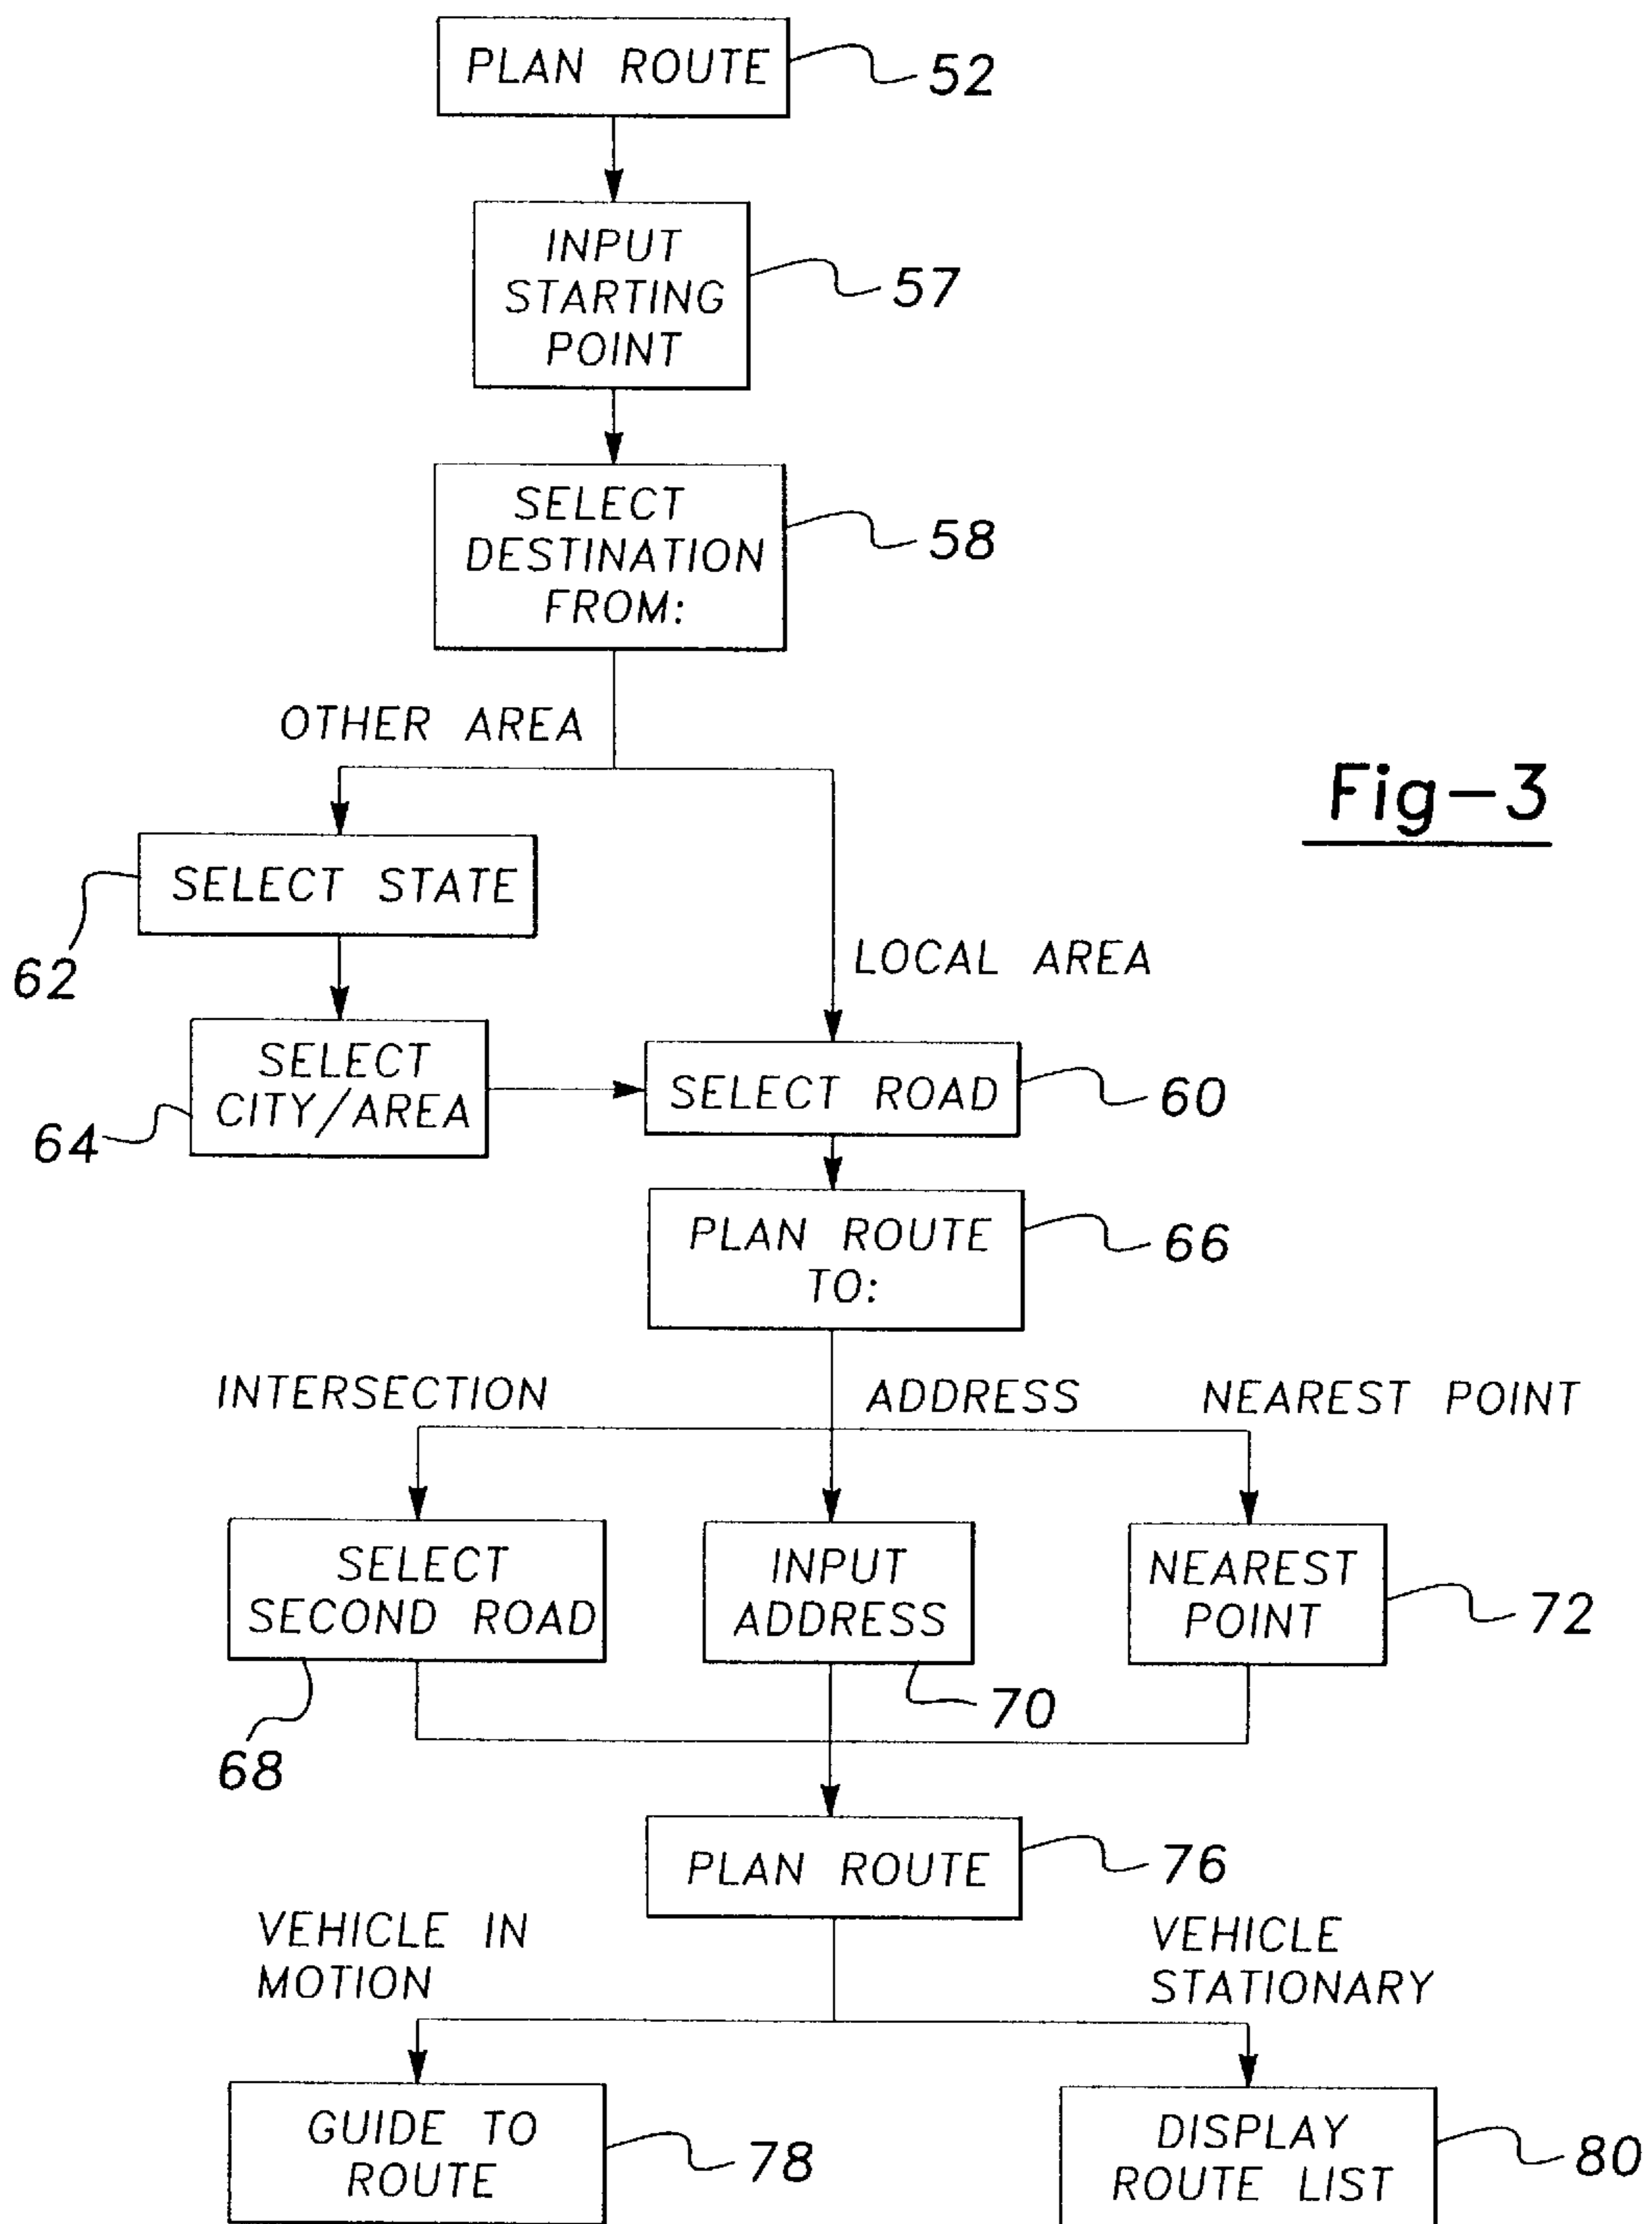 PLAN ROUTE
52
INPUT
STARTING
POINT
57
SELECT
DESTINATION
FROM:
58
OTHER AREA
Fig-3
SELECT STATE
62
LOCAL AREA
SELECT
CITY/AREA
64
SELECT ROAD
60
PLAN ROUTE
TO:
66
INTERSECTION
ADDRESS
NEAREST POINT
SELECT
SECOND ROAD
68
INPUT
ADDRESS
70
NEAREST
POINT
72
PLAN ROUTE
76
VEHICLE IN
MOTION
VEHICLE
STATIONARY
GUIDE TO
ROUTE
78
DISPLAY
ROUTE LIST
80